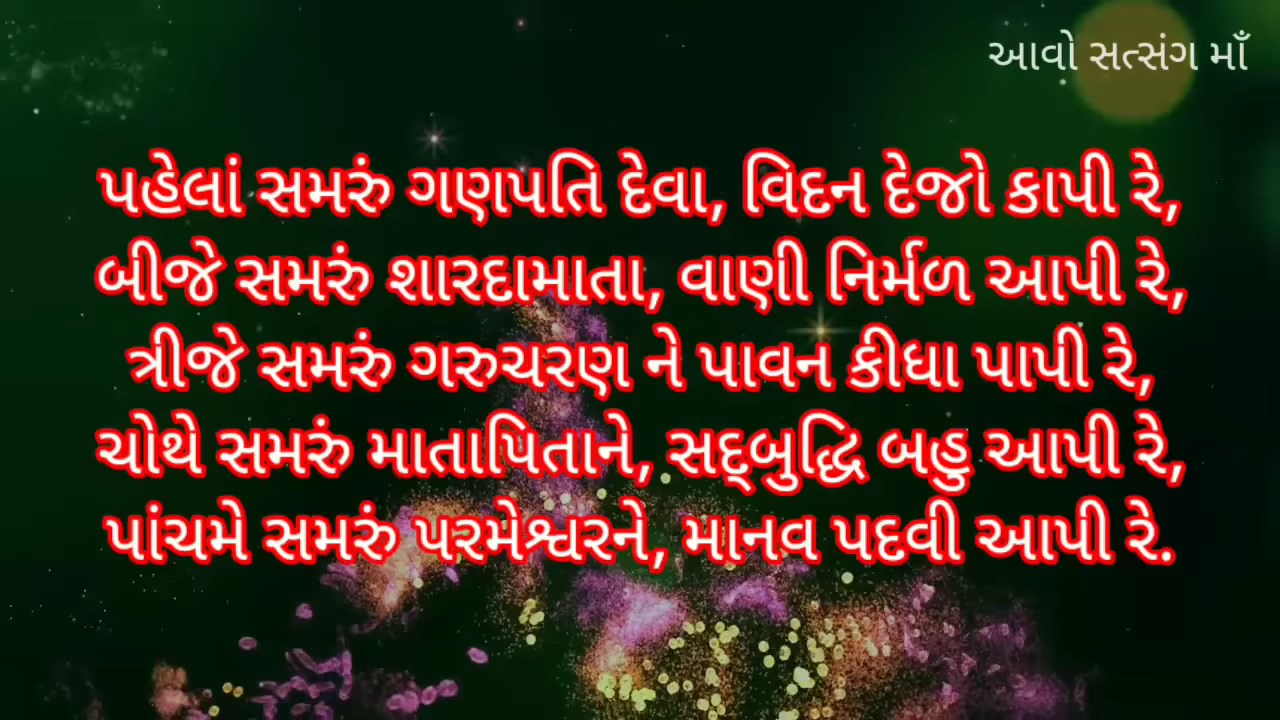 આવો સત્સંગ માઁ
પહેલાં સમરું ગણપતિ દેવા, વિદન દેજો કાપી રે,
બીજે સમરું શારદામાતા, વાણી નિર્મળ આપી રે,
ત્રીજે સમરું ગરુચરણ ને પાવન કીધા પાપી રે,
ચોથે સમરું માતાપિતાને, સદ્બુદ્ધિ બહુ આપી રે,
પાંચમે સમરું પરમેશ્વરને, માનવ પદવી આપી રે.